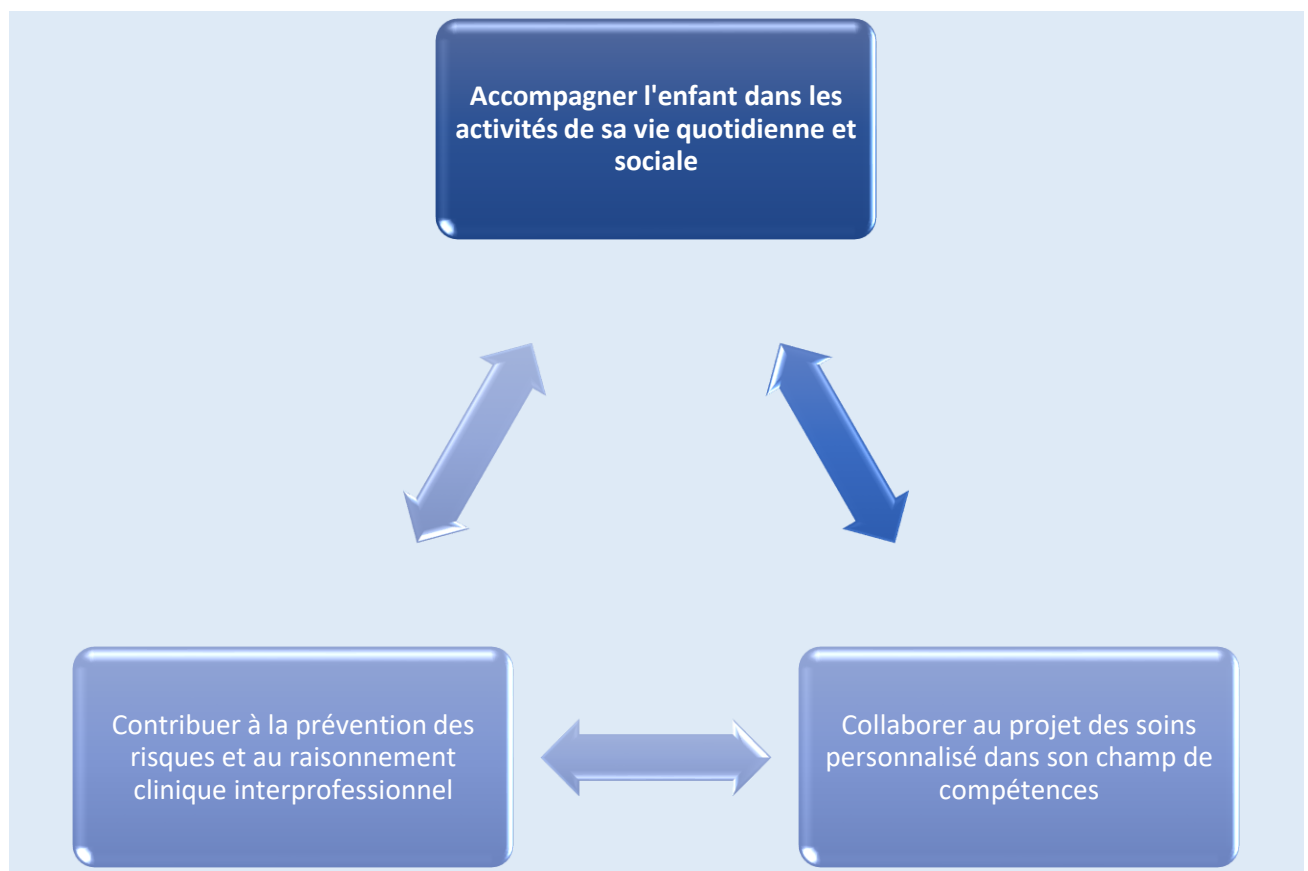 Accompagner l'enfant dans les
activités de sa vie quotidienne et
sociale
Contribuer à la prévention des
risques et au raisonnement
clinique interprofessionnel
Collaborer au projet des soins
personnalisé dans son champ de
compétences